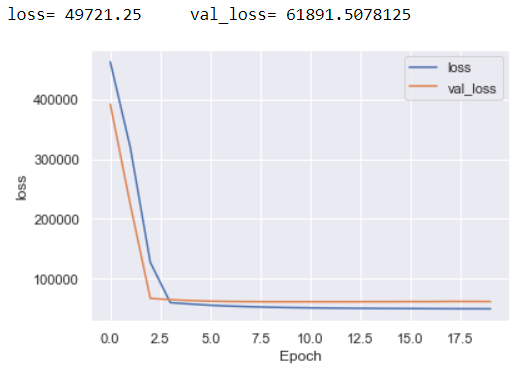 loss= 49721.25 val_loss= 61891.5078125
loss
val_loss
400000
300000
200000
100000
loss
0.0 2.5 5.0 7.5 10.0 12.5 15.0 17.5
Epoch